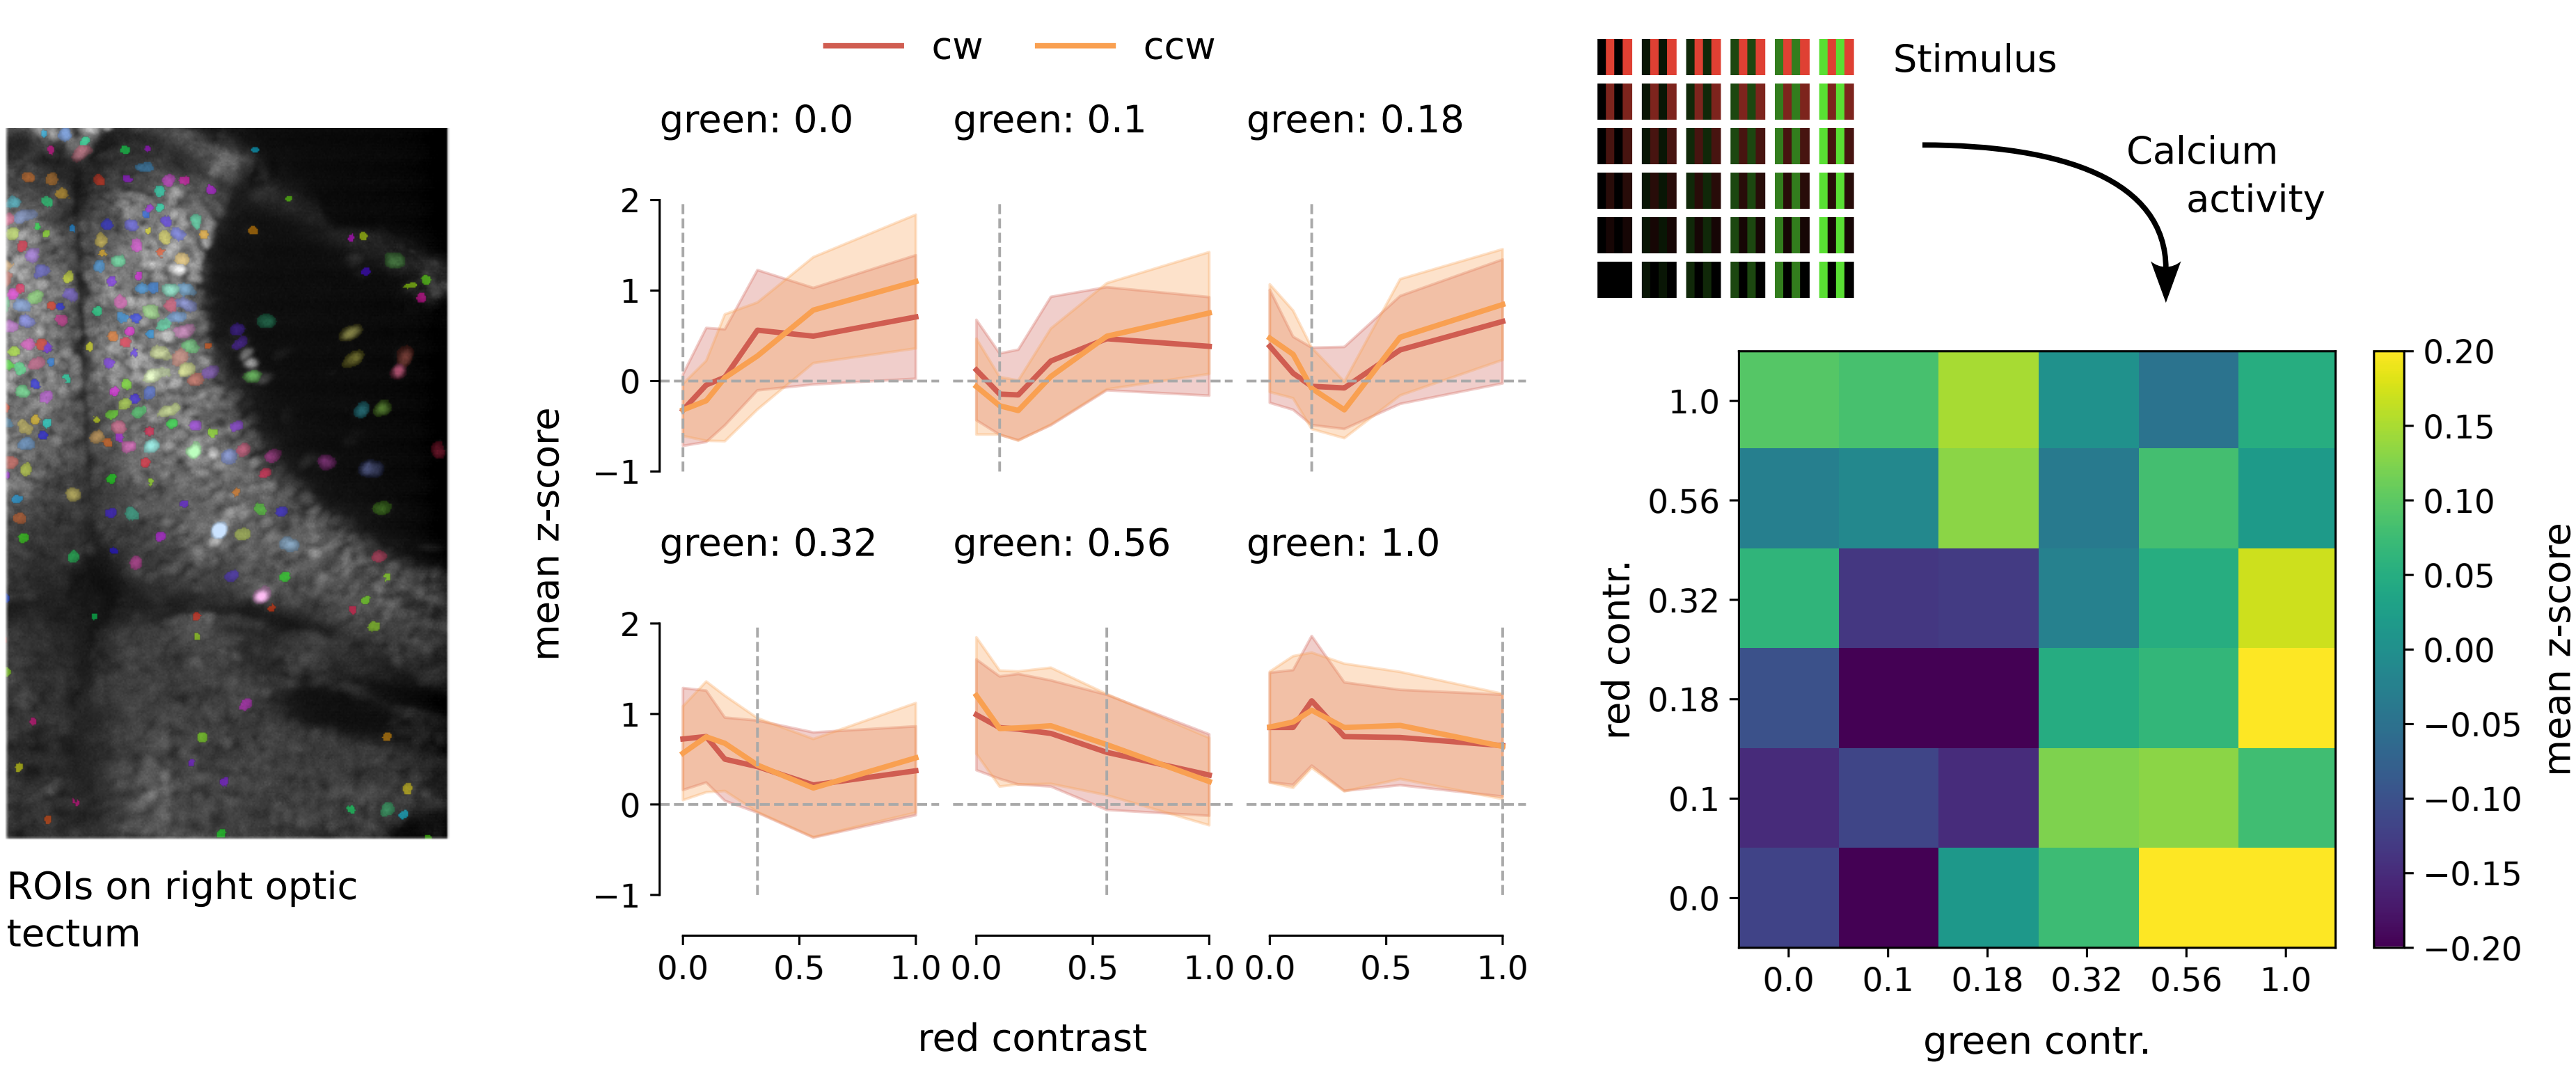 cw
ccw
Stimulus
Calcium
activity
green: 0.0
green: 0.1
green: 0.18
2
1
0
−1
green: 0.32
green: 0.56
green: 1.0
2
1
0
−1
mean z-score
0.0
0.5
1.0
0.0
0.5
1.0
0.0
0.5
1.0
red contrast
ROIs on right optic
tectum
1.0
0.56
0.32
0.18
0.1
0.0
red contr.
0.0
0.1
0.18
0.32
0.56
1.0
green contr.
0.20
0.15
0.10
0.05
0.00
−0.05
−0.10
−0.15
−0.20
mean z-score